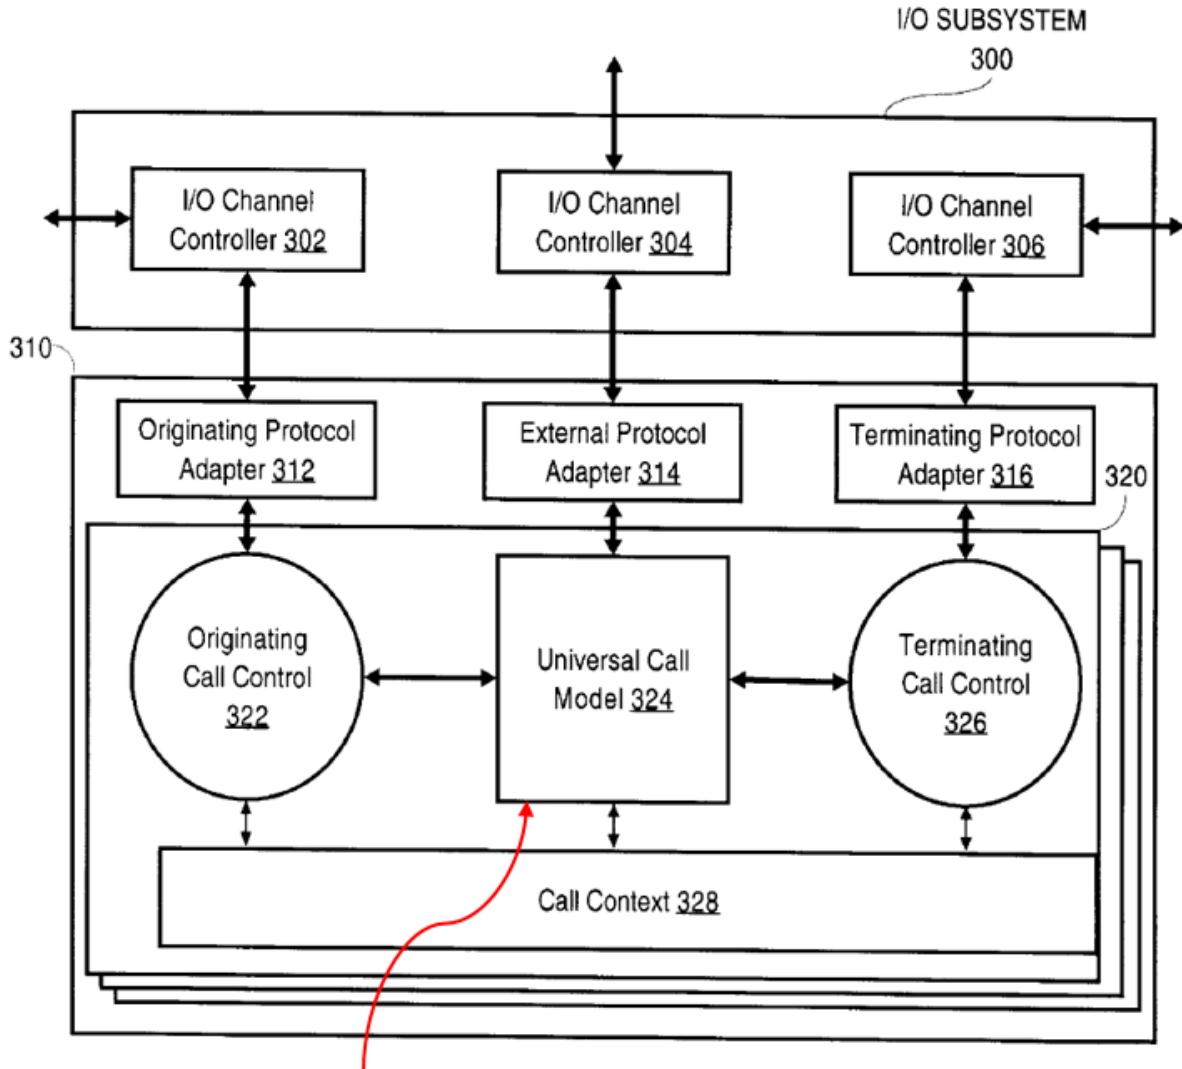 I/O SUBSYSTEM
300
I/O Channel
Controller 302
I/O Channel
Controller 304
I/O Channel
Controller 306
310
Originating Protocol
Adapter 312
External Protocol
Adapter 314
Terminating Protocol
Adapter 316
320
Originating
Call Control
322
Universal Call
Model 324
Terminating
Call Control
326
Call Context 328